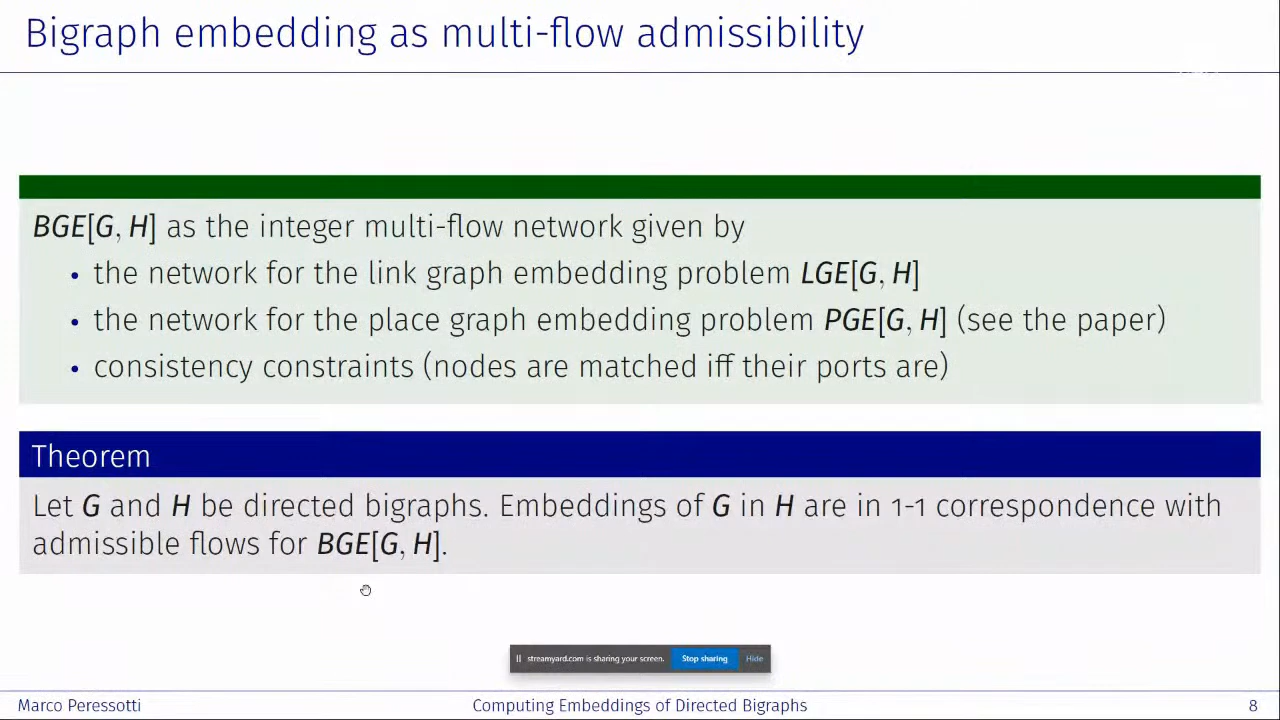 Bigraph embedding as multi-flow admissibility
BGE[G, H] as the integer multi-flow network given by
• the network for the link graph embedding problem LGE[G, H]
• the network for the place graph embedding problem PGE[G, H] (see the paper)
• consistency constraints (nodes are matched iff their ports are)
Theorem
Let G and H be directed bigraphs. Embeddings of G in H are in 1-1 correspondence with
admissible flows for BGE[G, H].
streamyard.com is sharing your screen. Stop sharing Hide
Marco Peressotti Computing Embeddings of Directed Bigraphs 8